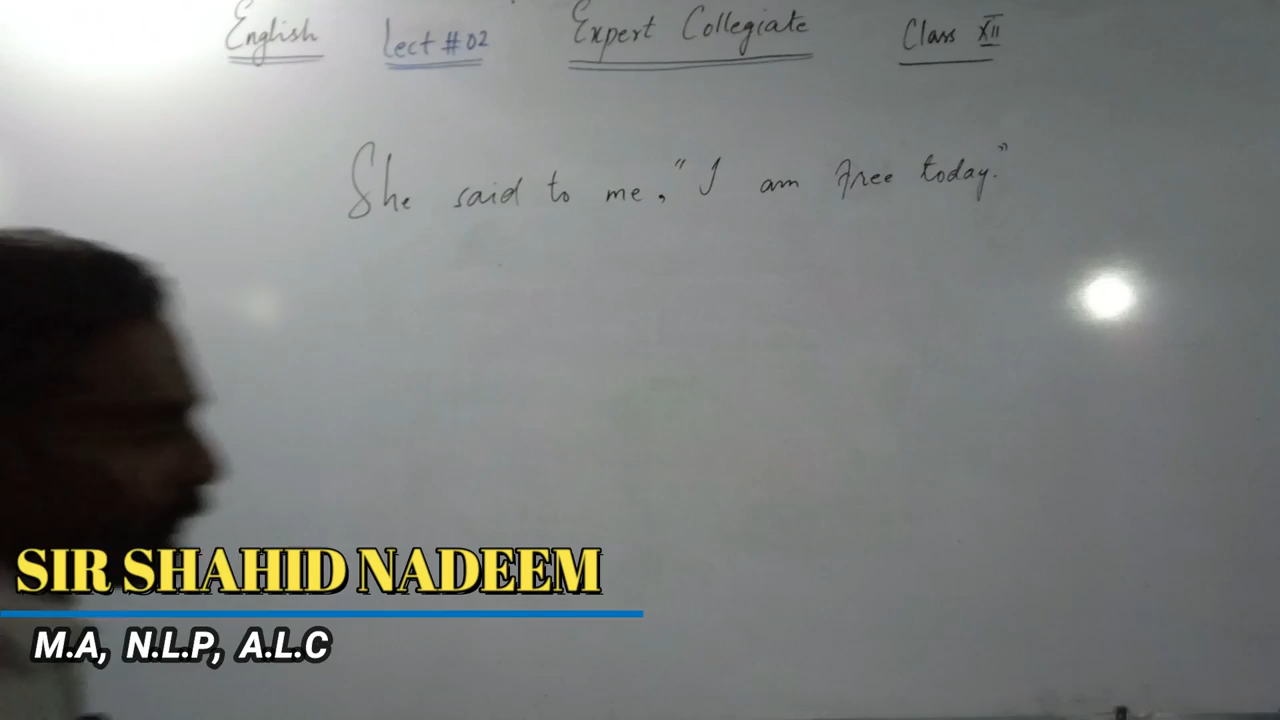 English Lect # 02 Expert Collegiate Class XII
She said to me, "I am free today."
SIR SHAHID NADEEM
M.A, N.L.P, A.L.C